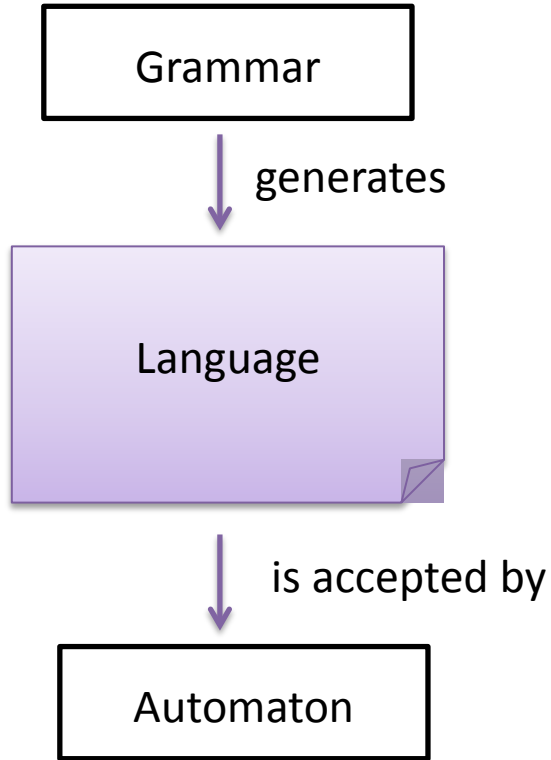 Grammar
generates
Language
is accepted by
Automaton